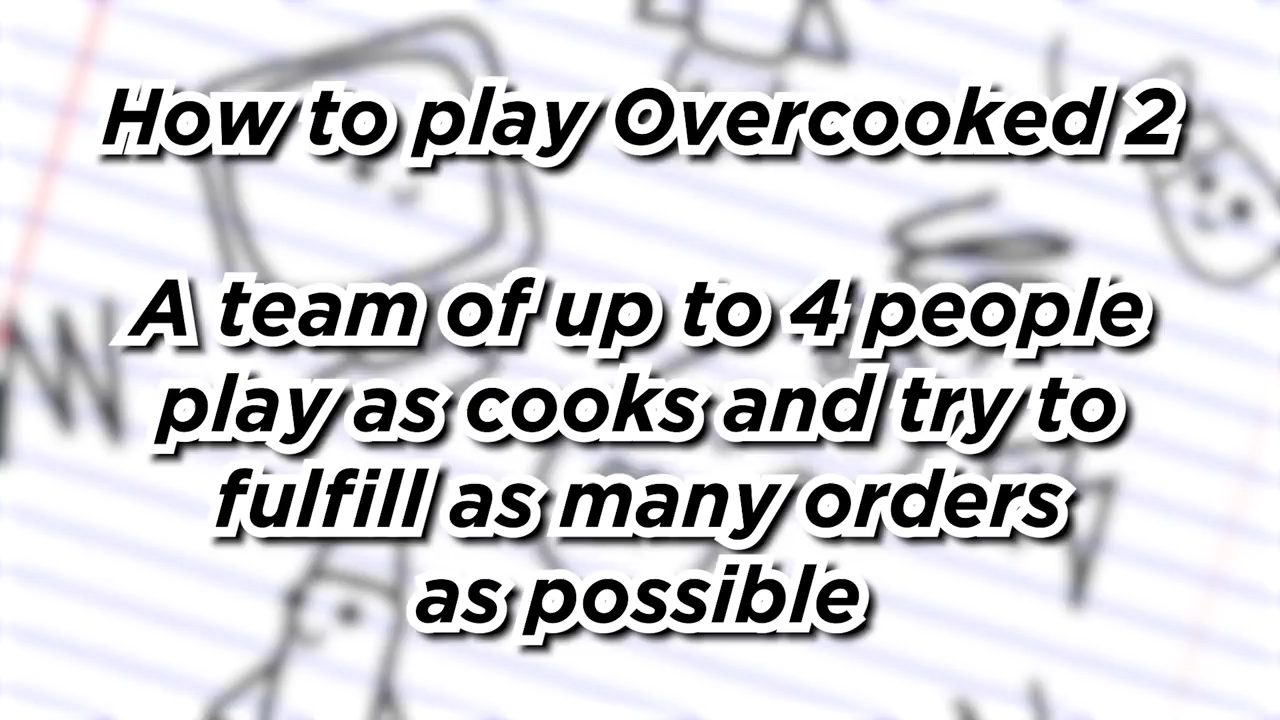 How to play Overcooked 2
A team of up to 4 people
play as cooks and try to
fulfill as many orders
as possible